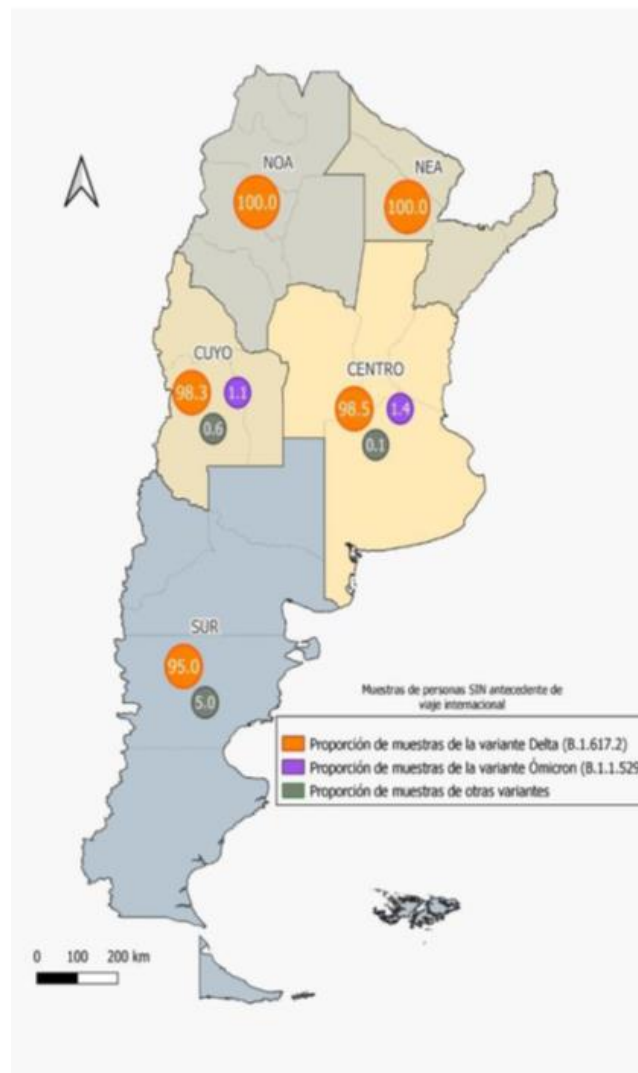 NOA
NEA
100.0
100.0
CUYO
CENTRO
98.3
1.1
98.5
1.4
0.6
0.1
SUR
95.0
5.0
Muestras de personas SIN antecedente de
viaje internacional
Proporción de muestras de la variante Delta (B.1.617.2)
Proporción de muestras de la variante Ómicron (B.1.1.529
Proporción de muestras de otras variantes
0 100 200 km